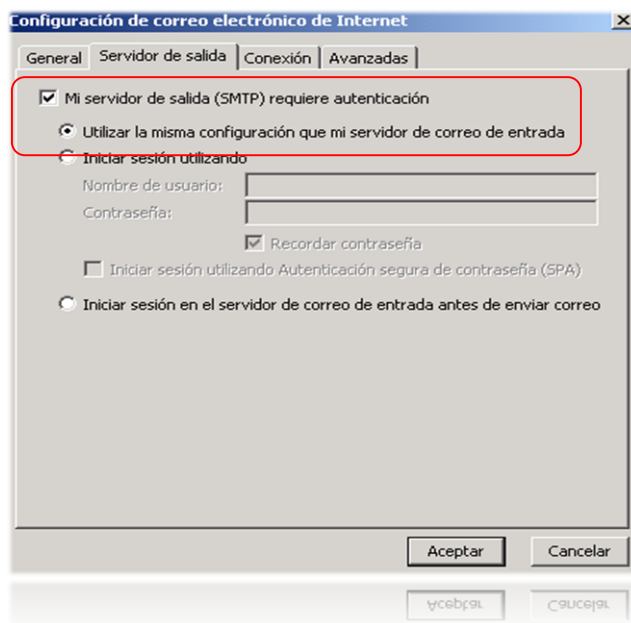 Configuración de correo electrónico de Internet
General Servidor de salida Conexión Avanzadas
Mi servidor de salida (SMTP) requiere autenticación
Utilizar la misma configuración que mi servidor de correo de entrada
Iniciar sesión utilizando
Nombre de usuario:
Contraseña:
Recordar contraseña
Iniciar sesión utilizando Autenticación segura de contraseña (SPA)
Iniciar sesión en el servidor de correo de entrada antes de enviar correo
Aceptar Cancelar
Aceptar Cancelar